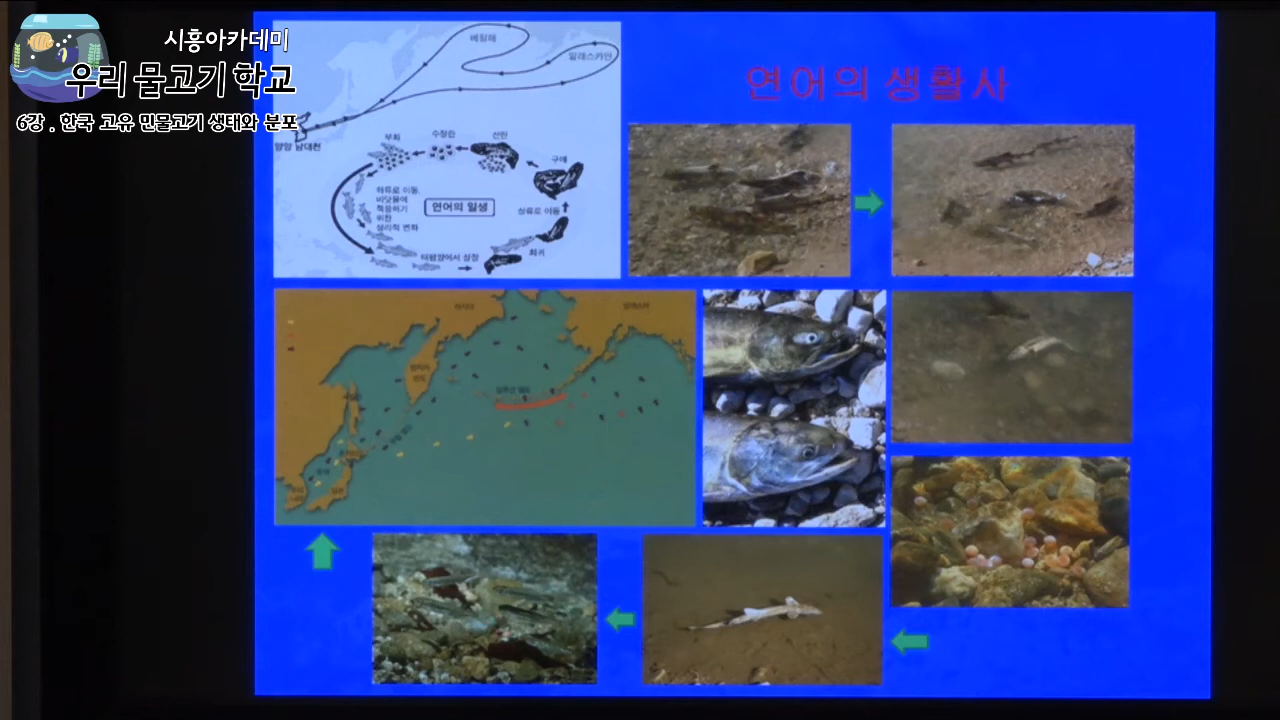 시흥아카데미
우리 물고기 학교
6강 . 한국 고유 민물고기 생태와 분포
연어의 생활사
베링해
알래스카만
양양 남대천
부화
수정란
산란
구애
하류로 이동,
바닷물에
적응하기
위한
생리적 변화
연어의 일생
상류로 이동
회귀
태평양에서 성장
알래스카